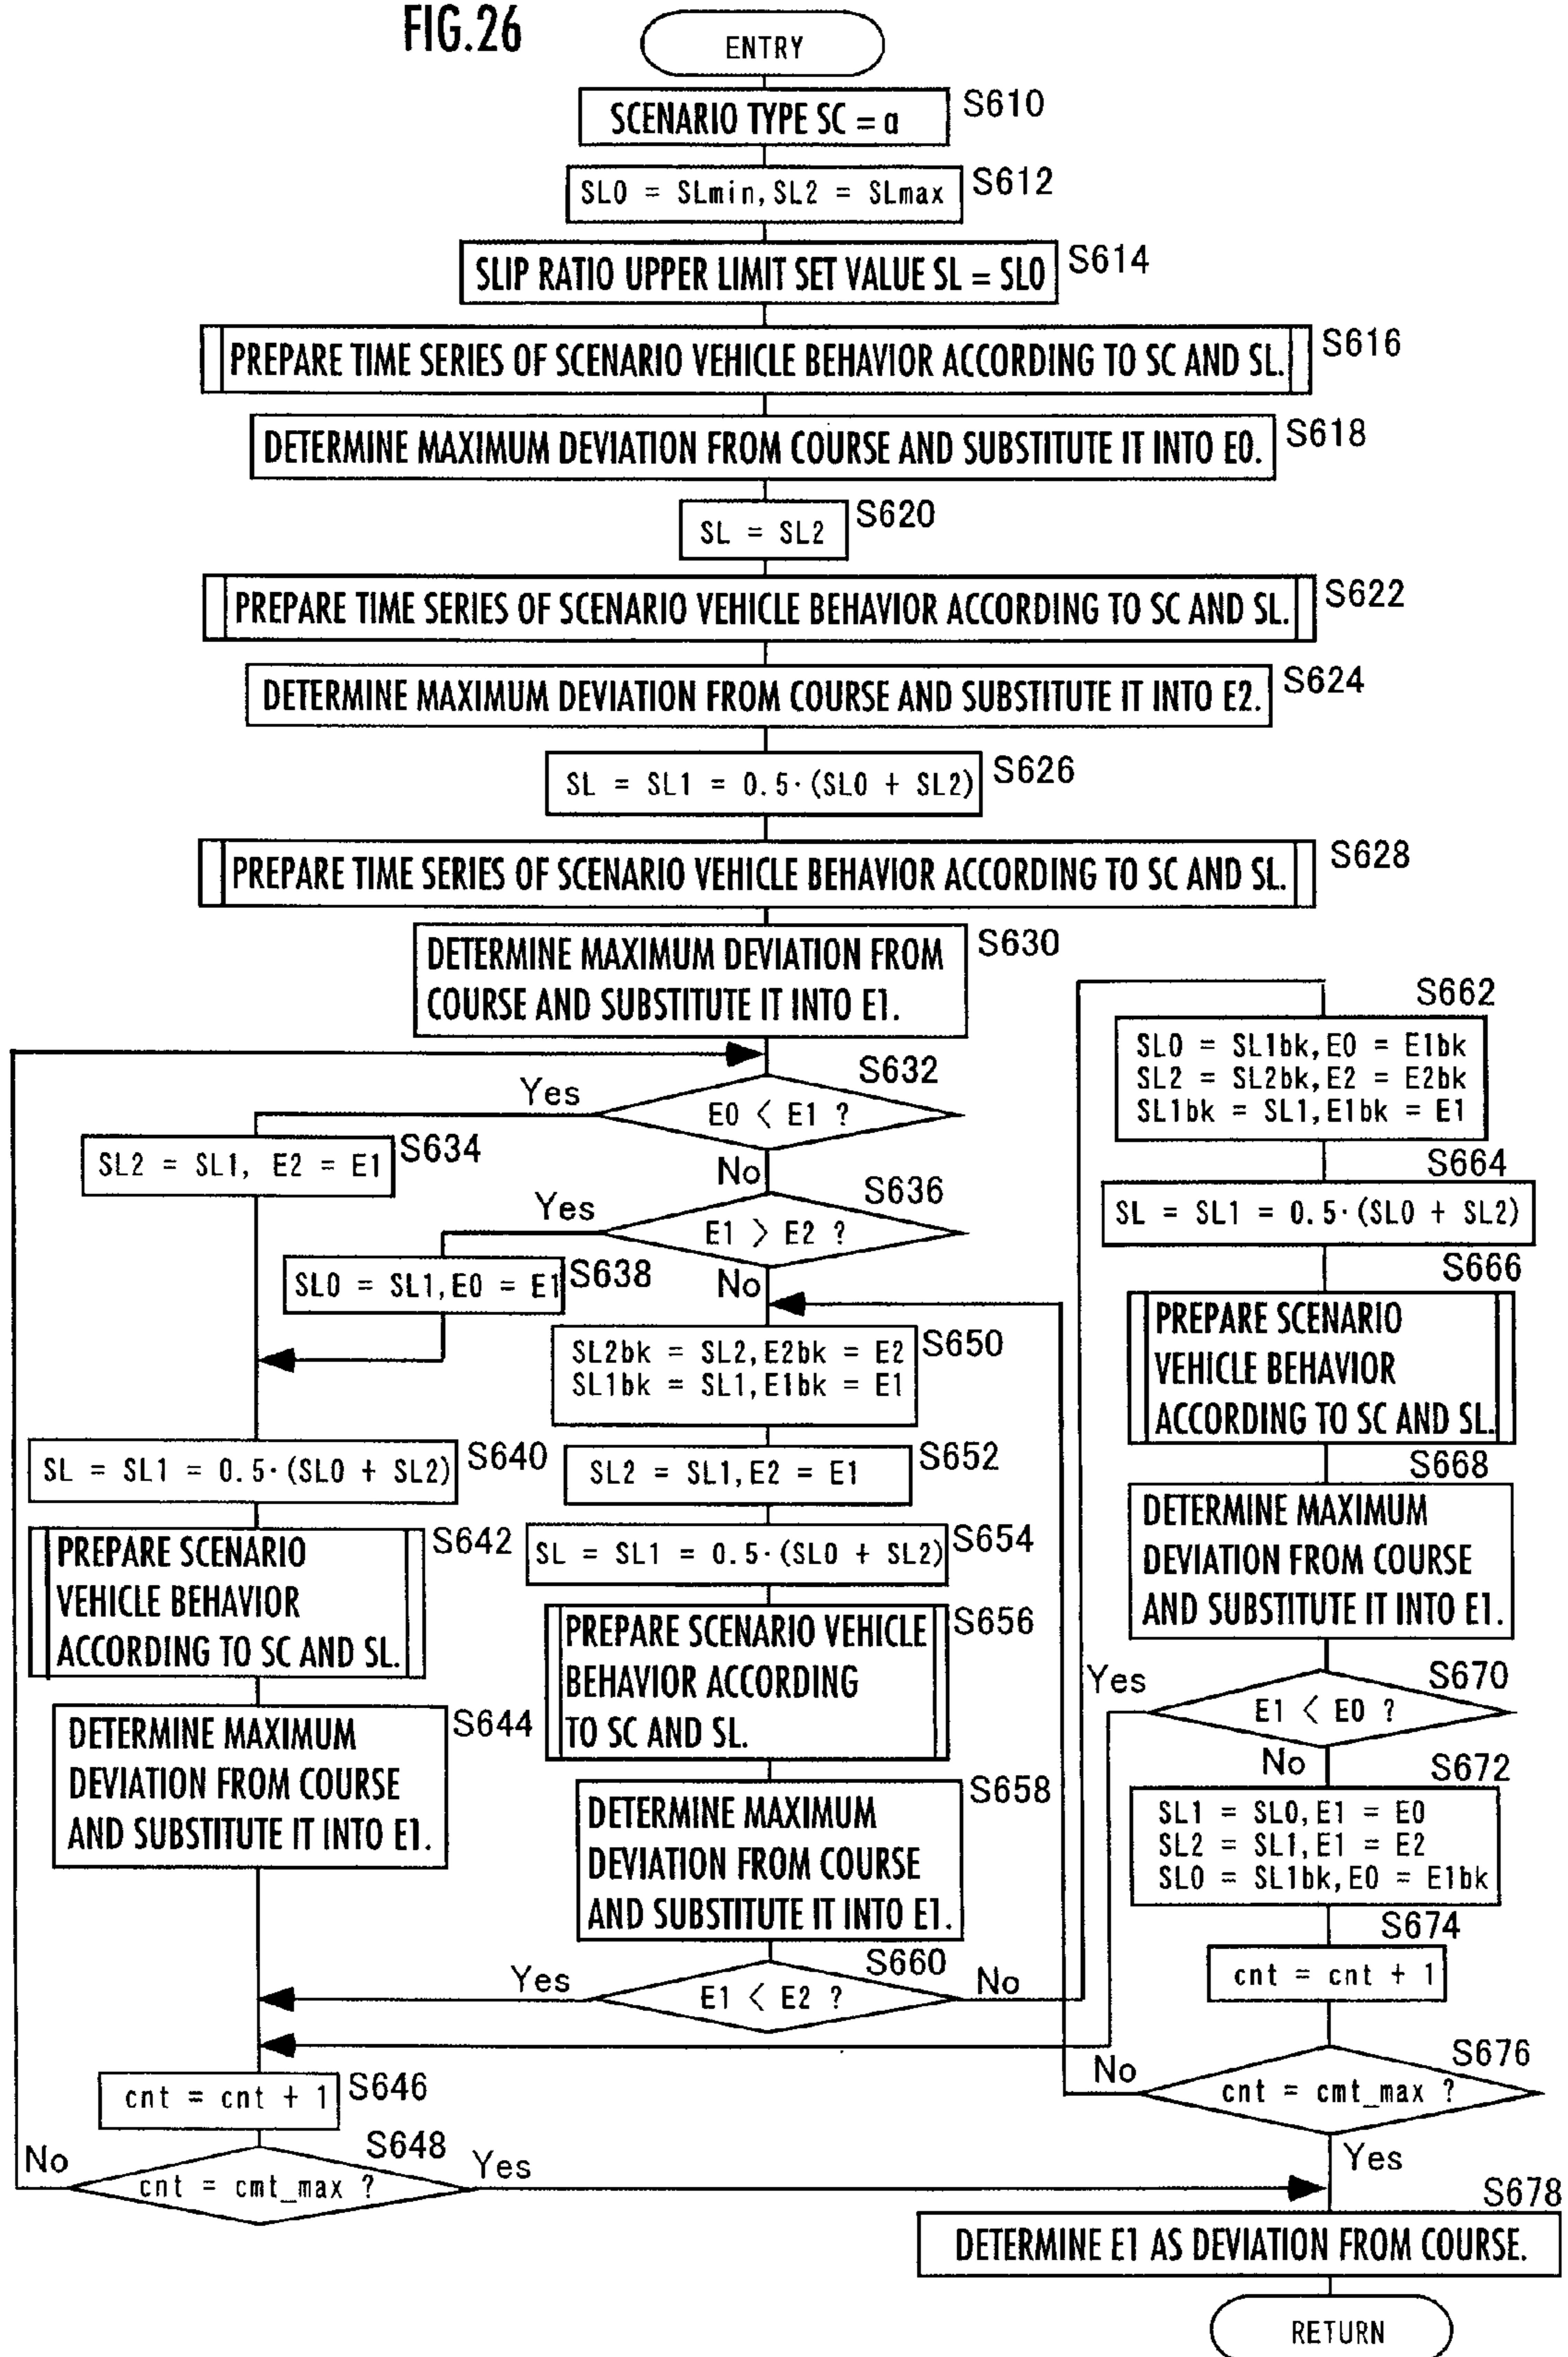 FIG.26
ENTRY
SCENARIO TYPE SC = a
S610
SL0 = SLmin, SL2 = SLmax
S612
SLIP RATIO UPPER LIMIT SET VALUE SL = SL0
S614
PREPARE TIME SERIES OF SCENARIO VEHICLE BEHAVIOR ACCORDING TO SC AND SL.
S616
DETERMINE MAXIMUM DEVIATION FROM COURSE AND SUBSTITUTE IT INTO E0.
S618
SL = SL2
S620
PREPARE TIME SERIES OF SCENARIO VEHICLE BEHAVIOR ACCORDING TO SC AND SL.
S622
DETERMINE MAXIMUM DEVIATION FROM COURSE AND SUBSTITUTE IT INTO E2.
S624
SL = SL1 = 0.5·(SL0 + SL2)
S626
PREPARE TIME SERIES OF SCENARIO VEHICLE BEHAVIOR ACCORDING TO SC AND SL.
S628
DETERMINE MAXIMUM DEVIATION FROM
COURSE AND SUBSTITUTE IT INTO E1.
S630
S632
E0 < E1 ?
Yes
No
S634
SL2 = SL1, E2 = E1
S636
E1 > E2 ?
Yes
No
SL0 = SL1, E0 = E1
S638
SL = SL1 = 0.5·(SL0 + SL2)
S640
PREPARE SCENARIO
VEHICLE BEHAVIOR
ACCORDING TO SC AND SL.
S642
DETERMINE MAXIMUM
DEVIATION FROM COURSE
AND SUBSTITUTE IT INTO E1.
S644
cnt = cnt + 1
S646
S648
cnt = cmt_max ?
No
Yes
SL2bk = SL2, E2bk = E2
SL1bk = SL1, E1bk = E1
S650
SL2 = SL1, E2 = E1
S652
SL = SL1 = 0.5·(SL0 + SL2)
S654
PREPARE SCENARIO VEHICLE
BEHAVIOR ACCORDING
TO SC AND SL.
S656
DETERMINE MAXIMUM
DEVIATION FROM COURSE
AND SUBSTITUTE IT INTO E1.
S658
S660
E1 < E2 ?
Yes
No
S662
SL0 = SL1bk, E0 = E1bk
SL2 = SL2bk, E2 = E2bk
SL1bk = SL1, E1bk = E1
S664
SL = SL1 = 0.5·(SL0 + SL2)
S666
PREPARE SCENARIO
VEHICLE BEHAVIOR
ACCORDING TO SC AND SL.
S668
DETERMINE MAXIMUM
DEVIATION FROM COURSE
AND SUBSTITUTE IT INTO E1.
S670
E1 < E0 ?
Yes
No
S672
SL1 = SL0, E1 = E0
SL2 = SL1, E1 = E2
SL0 = SL1bk, E0 = E1bk
S674
cnt = cnt + 1
S676
cnt = cmt_max ?
No
Yes
S678
DETERMINE E1 AS DEVIATION FROM COURSE.
RETURN